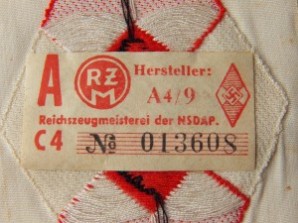 A RZM Hersteller:
A4/9
Reichszeugmeisterei der NSDAP.
C4 № 013608